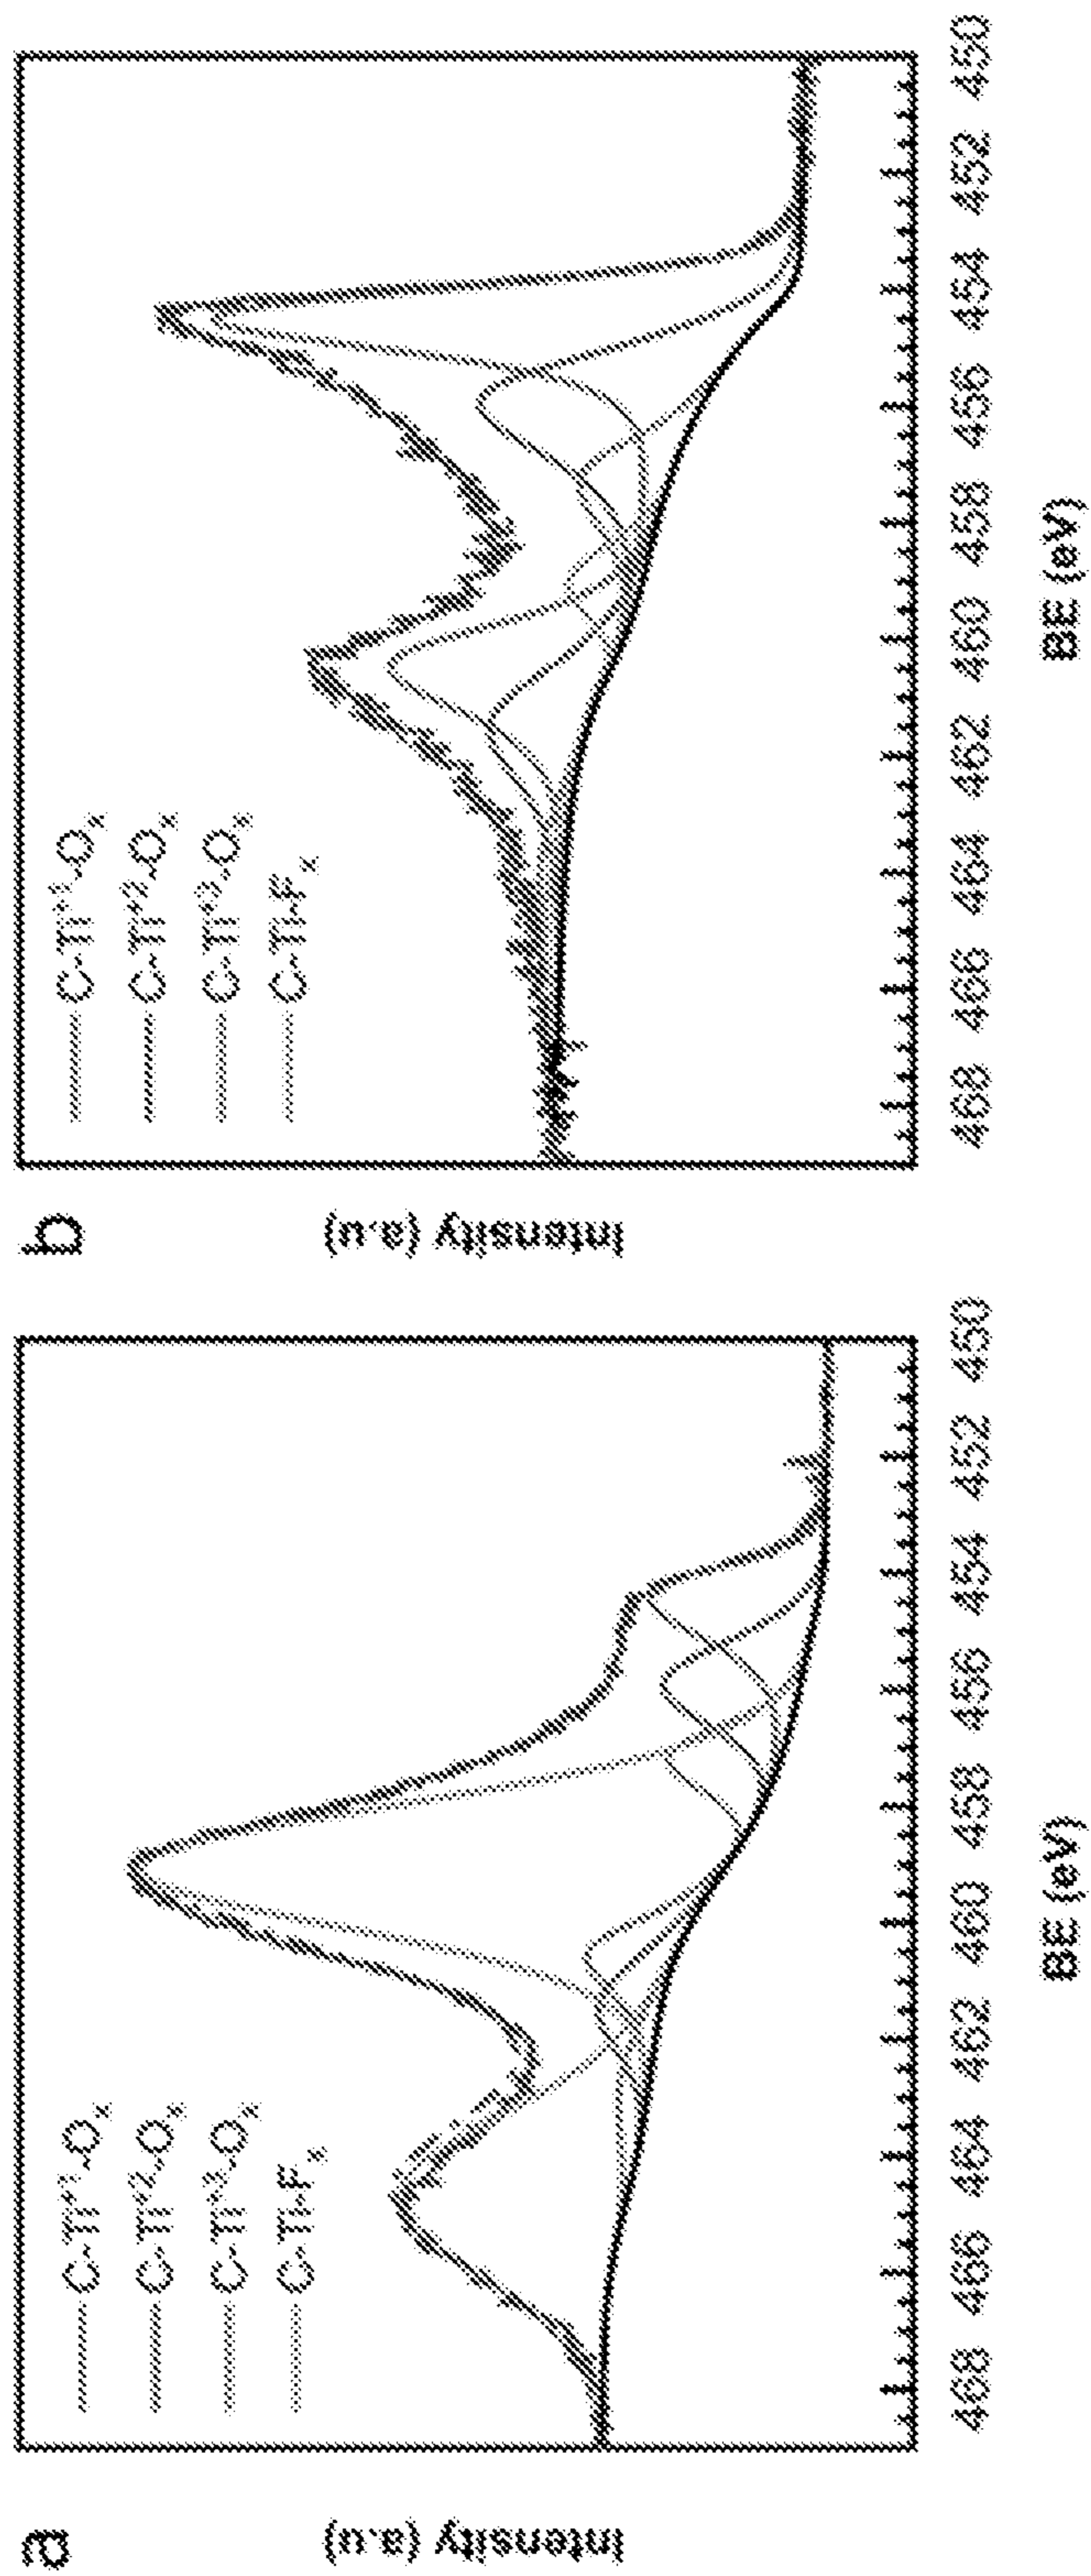 a
Intensity (a.u)
C-Ti+1-Ox
C-Ti+2-Ox
C-Ti+3-Ox
C-Ti-Fx
468 466 464 462 460 458 456 454 452 450
BE (eV)
b
Intensity (a.u)
C-Ti+1-Ox
C-Ti+2-Ox
C-Ti+3-Ox
C-Ti-Fx
468 466 464 462 460 458 456 454 452 450
BE (eV)